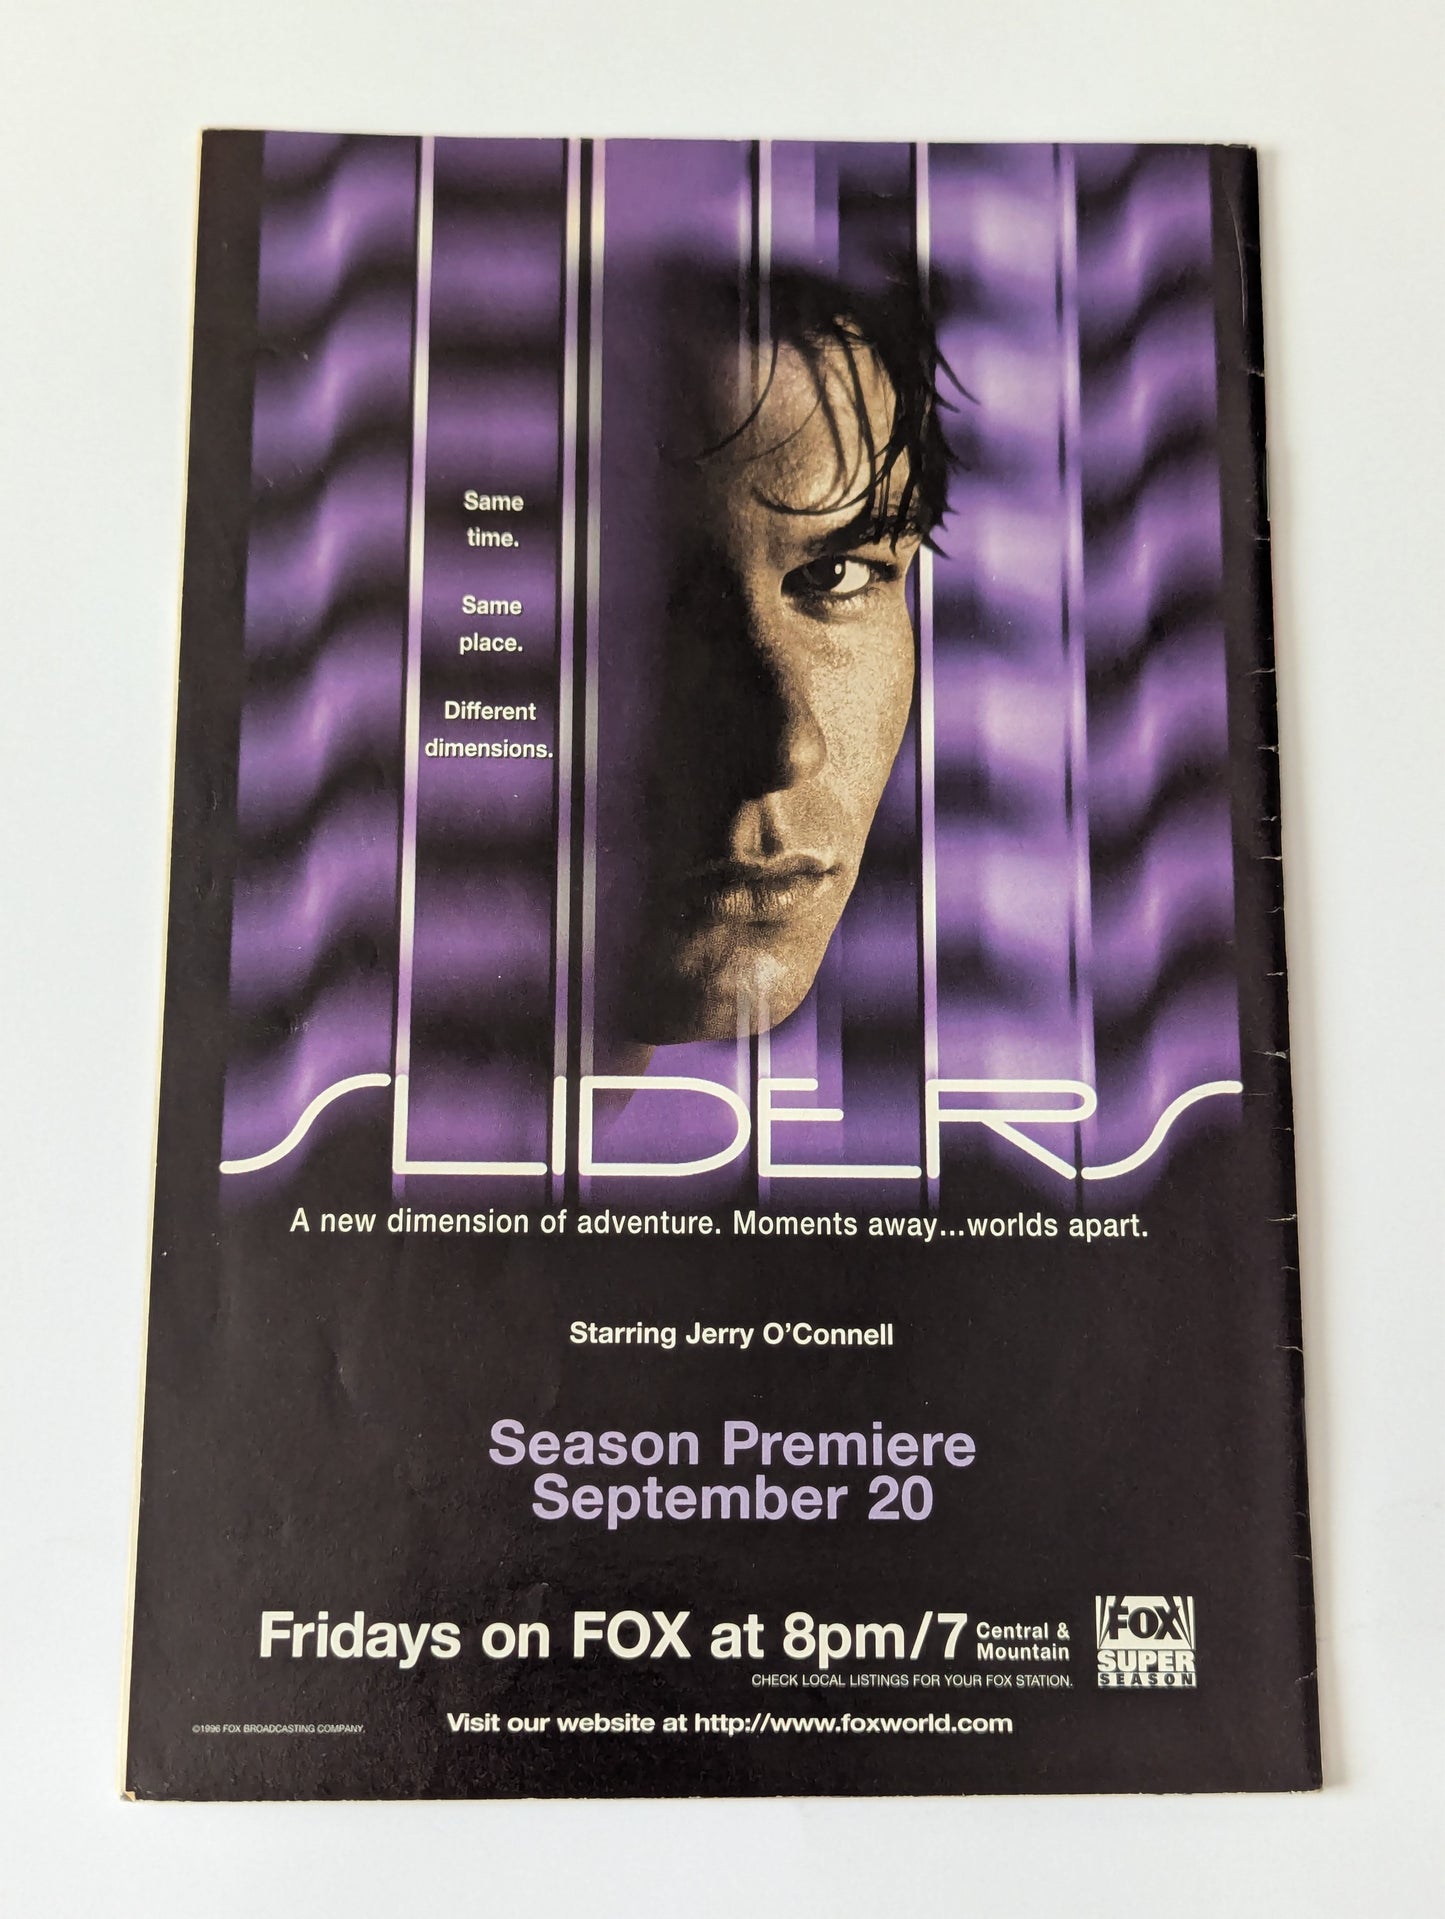 Same
time.
Same
place.
Different
dimensions.
SLIDERS
A new dimension of adventure. Moments away...worlds apart.
Starring Jerry O'Connell
Season Premiere
September 20
Fridays on FOX at 8pm/7 Central & Mountain
CHECK LOCAL LISTINGS FOR YOUR FOX STATION.
FOX
SUPER
SEASON
©1996 FOX BROADCASTING COMPANY.
Visit our website at http://www.foxworld.com